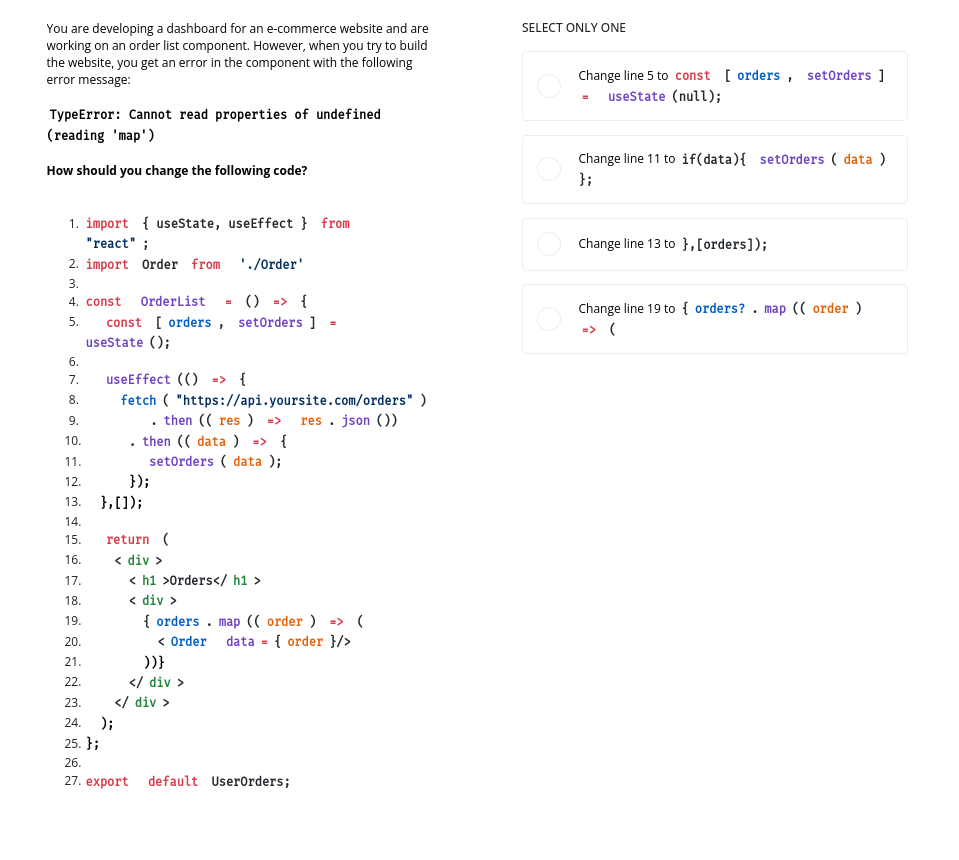 You are developing a dashboard for an e-commerce website and are
working on an order list component. However, when you try to build
the website, you get an error in the component with the following
error message:
TypeError: Cannot read properties of undefined
(reading 'map')
How should you change the following code?
1. import { useState, useEffect } from
"react" ;
2. import Order from './Order'
3.
4. const OrderList = () => {
5. const [ orders , setOrders ] =
useState ();
6.
7. useEffect (() => {
8. fetch ( "https://api.yoursite.com/orders" )
9. . then (( res ) => res . json ())
10. . then (( data ) => {
11. setOrders ( data );
12. });
13. },[]);
14.
15. return (
16. < div >
17. < h1 >Orders</ h1 >
18. < div >
19. { orders . map (( order ) => (
20. < Order data = { order }/>
21. ))}
22. </ div >
23. </ div >
24. );
25. };
26.
27. export default UserOrders;
SELECT ONLY ONE
Change line 5 to const [ orders , setOrders ]
= useState (null);
Change line 11 to if(data){ setOrders ( data )
};
Change line 13 to },[orders]);
Change line 19 to { orders? . map (( order )
=> (